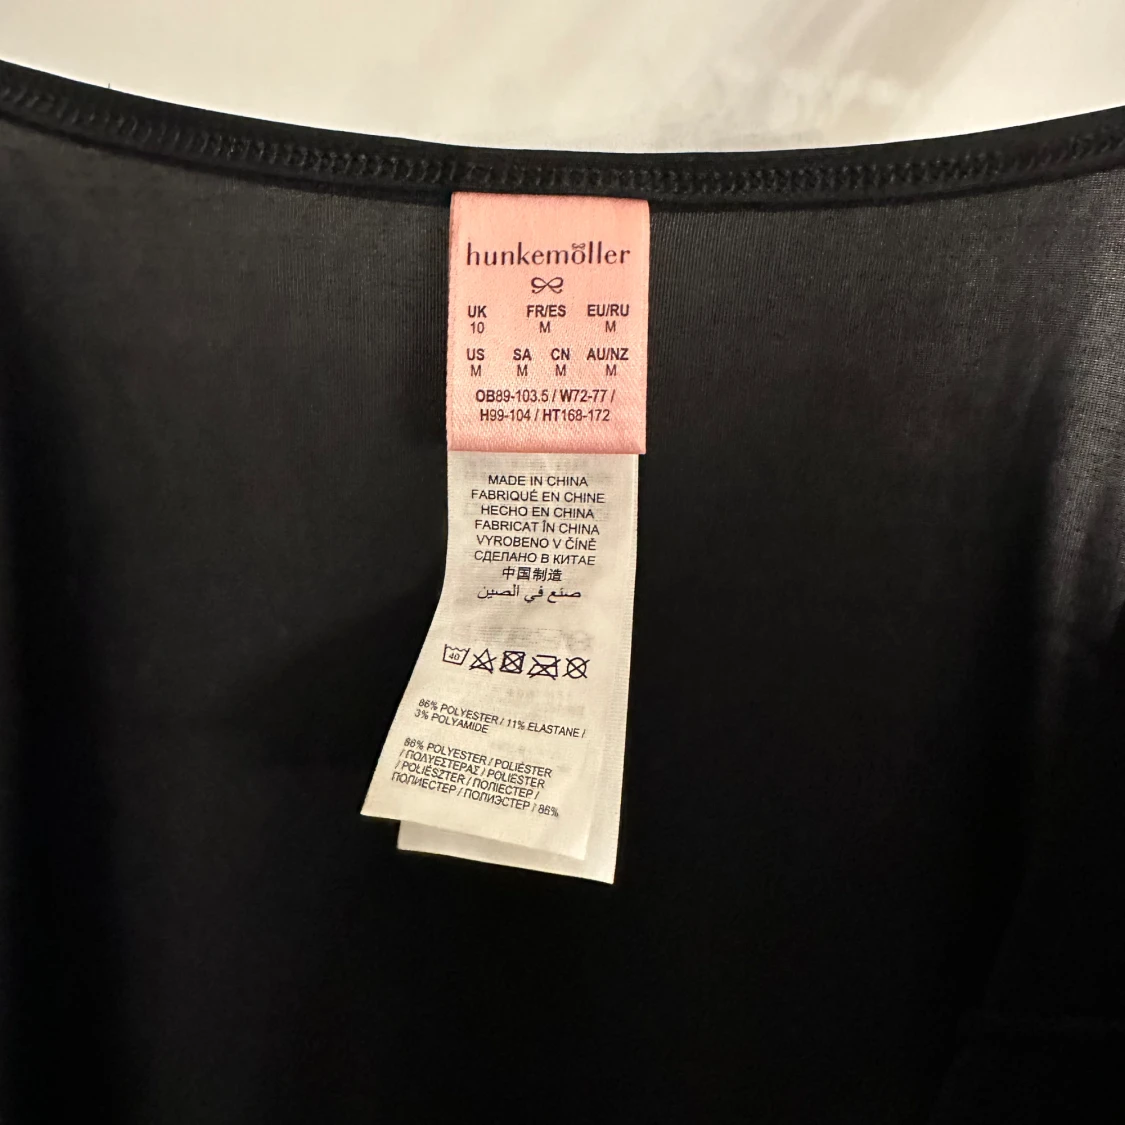 hunkemöller
UK FR/ES EU/RU
10 M M
US SA CN AU/NZ
M M M M
OB89-103.5 / W72-77 /
H99-104 / HT168-172
MADE IN CHINA
FABRIQUÉ EN CHINE
HECHO EN CHINA
FABRICAT ÎN CHINA
VYROBENO V ČÍNĚ
СДЕЛАНО В КИТАЕ
中国制造
صنع في الصين
40
86% POLYESTER / 11% ELASTANE /
3% POLYAMIDE
86% POLYESTER / POLIÉSTER
/ ΠΟΛΥΕΣΤΕΡΑΣ / POLIESTER
/ POLIÉSZTER / ПОЛІЕСТЕР /
ПОЛИЕСТЕР / ПОЛИЭСТЕР / 86%